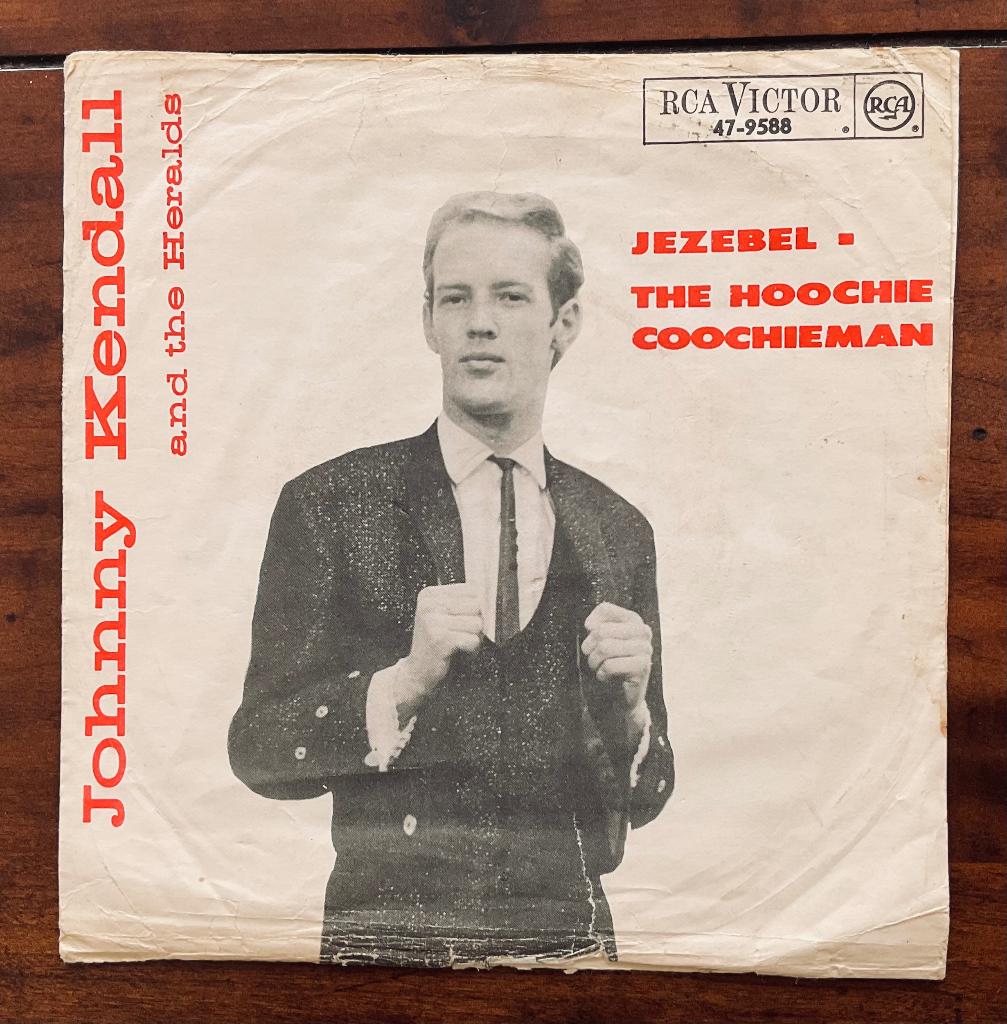 Johnny Kendall
and the Heralds
RCA VICTOR
47-9588 ®
RCA ®
JEZEBEL ▪
THE HOOCHIE
COOCHIEMAN